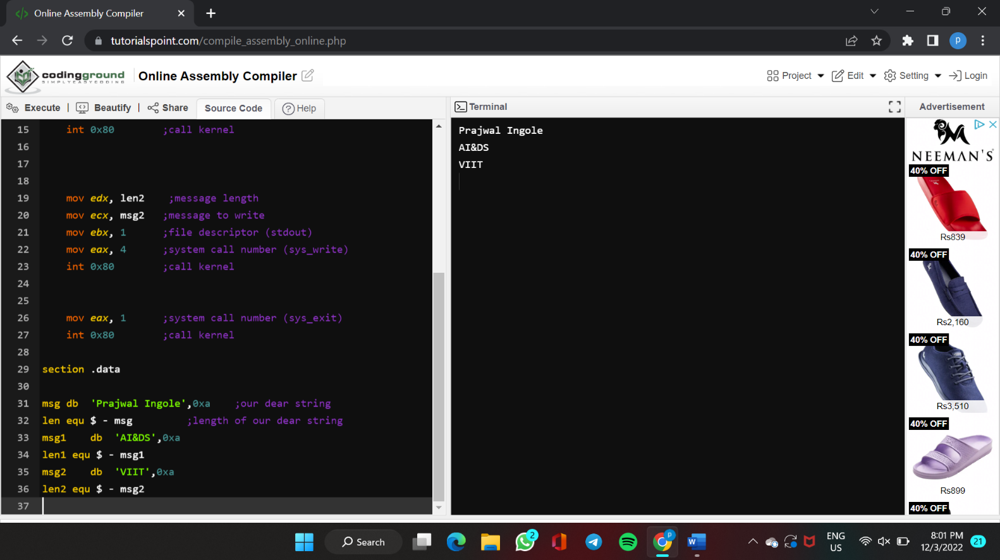 Online Assembly Compiler
tutorialspoint.com/compile_assembly_online.php
P
codingground
SIMPLYEASYCODING
Online Assembly Compiler
Project
Edit
Setting
Login
Execute | Beautify | Share
Source Code
Help
15 int 0x80 ;call kernel
16
17
18
19 mov edx, len2 ;message length
20 mov ecx, msg2 ;message to write
21 mov ebx, 1 ;file descriptor (stdout)
22 mov eax, 4 ;system call number (sys_write)
23 int 0x80 ;call kernel
24
25
26 mov eax, 1 ;system call number (sys_exit)
27 int 0x80 ;call kernel
28
29 section .data
30
31 msg db 'Prajwal Ingole',0xa ;our dear string
32 len equ $ - msg ;length of our dear string
33 msg1 db 'AI&DS',0xa
34 len1 equ $ - msg1
35 msg2 db 'VIIT',0xa
36 len2 equ $ - msg2
37
Terminal
Prajwal Ingole
AI&DS
VIIT
Advertisement
NEEMAN'S
40% OFF
Rs839
40% OFF
Rs2,160
40% OFF
Rs3,510
40% OFF
Rs899
40% OFF
Search
2
P
W
ENG
US
8:01 PM
12/3/2022
21